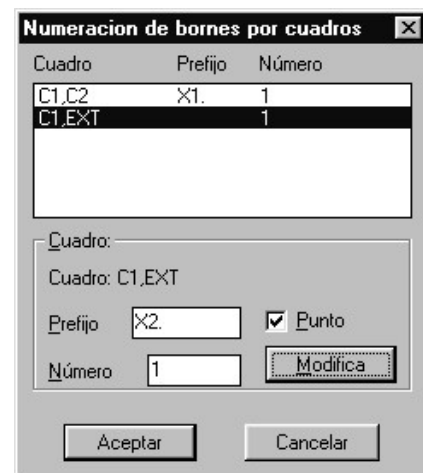 Numeracion de bornes por cuadros
Cuadro Prefijo Número
C1,C2 X1. 1
C1,EXT 1
Cuadro:
Cuadro: C1,EXT
Prefijo X2. Punto
Número 1 Modifica
Aceptar Cancelar